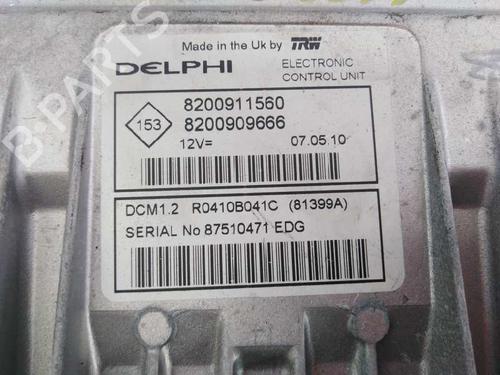 Made in the Uk by TRW
DELPHI
ELECTRONIC
CONTROL UNIT
153
8200911560
8200909666
12V=
07.05.10
DCM1.2 R0410B041C (81399A)
SERIAL No 87510471 EDG
B-PARTS